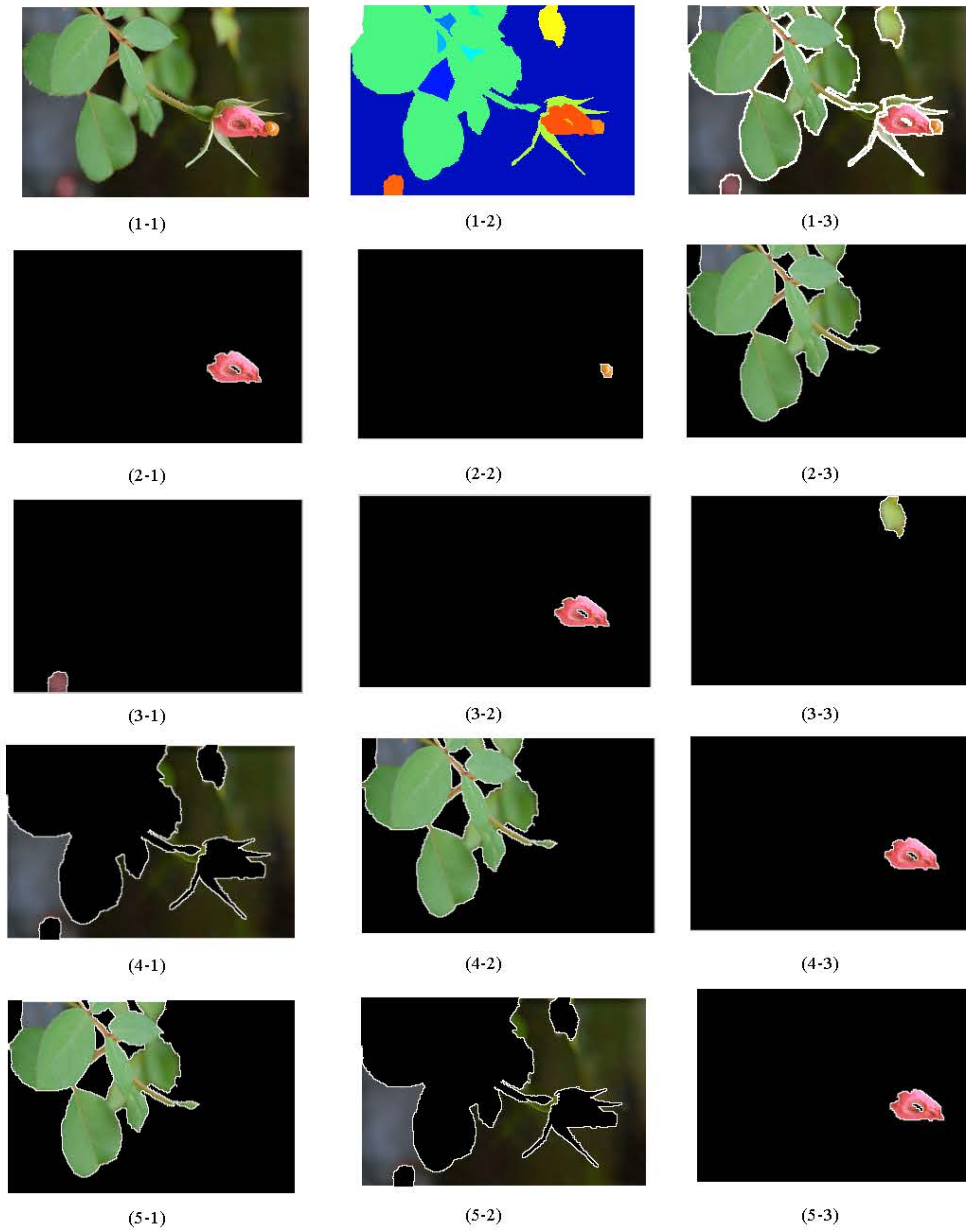 (1-1) (1-2) (1-3)
(2-1) (2-2) (2-3)
(3-1) (3-2) (3-3)
(4-1) (4-2) (4-3)
(5-1) (5-2) (5-3)